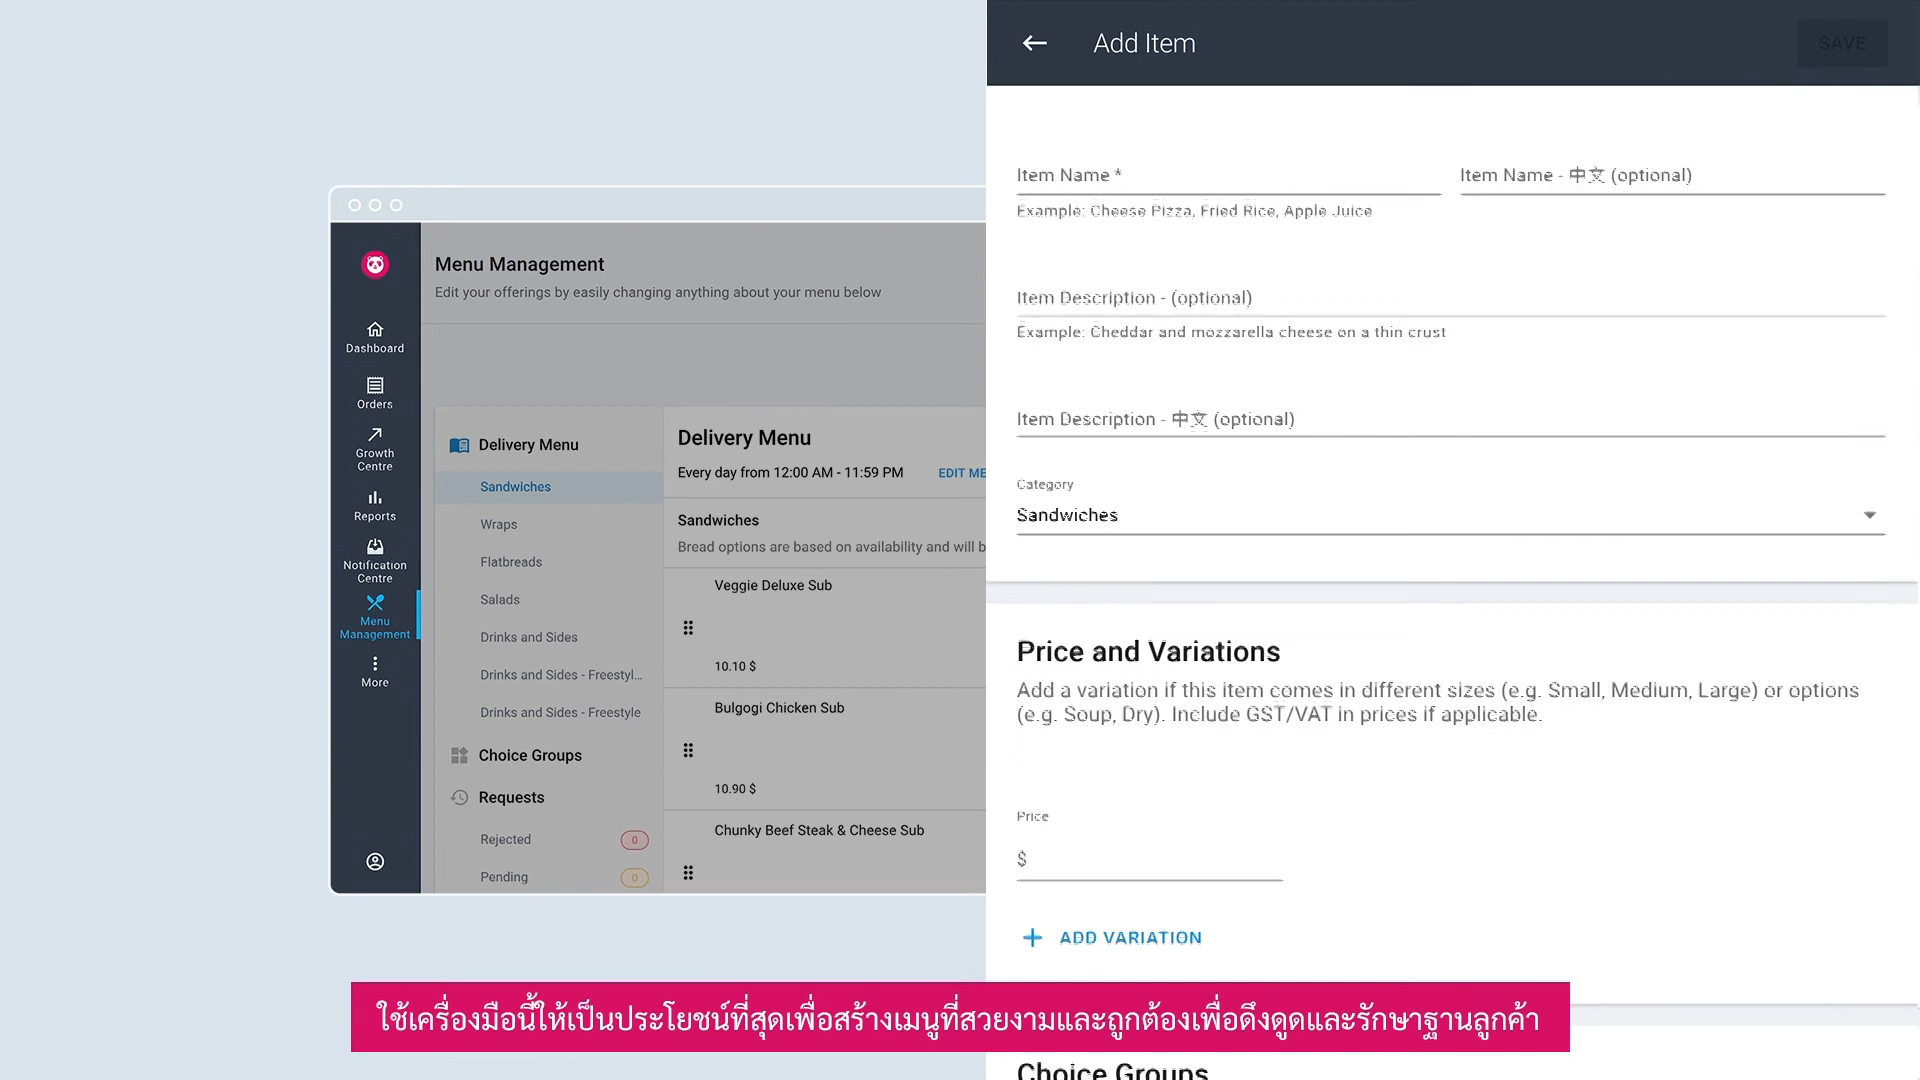 Add Item
SAVE
Item Name *
Item Name - 中文 (optional)
Example: Cheese Pizza, Fried Rice, Apple Juice
Item Description - (optional)
Example: Cheddar and mozzarella cheese on a thin crust
Item Description - 中文 (optional)
Category
Sandwiches
Price and Variations
Add a variation if this item comes in different sizes (e.g. Small, Medium, Large) or options
(e.g. Soup, Dry). Include GST/VAT in prices if applicable.
Price
$
+ ADD VARIATION
Choice Groups
Menu Management
Edit your offerings by easily changing anything about your menu below
Dashboard
Orders
Growth
Centre
Reports
Notification
Centre
Menu
Management
More
Delivery Menu
Sandwiches
Wraps
Flatbreads
Salads
Drinks and Sides
Drinks and Sides - Freestyl...
Drinks and Sides - Freestyle
Choice Groups
Requests
Rejected 0
Pending 0
Delivery Menu
Every day from 12:00 AM - 11:59 PM EDIT ME
Sandwiches
Bread options are based on availability and will b
Veggie Deluxe Sub
10.10 $
Bulgogi Chicken Sub
10.90 $
Chunky Beef Steak & Cheese Sub
ใช้เครื่องมือนี้ให้เป็นประโยชน์ที่สุดเพื่อสร้างเมนูที่สวยงามและถูกต้องเพื่อดึงดูดและรักษาฐานลูกค้า